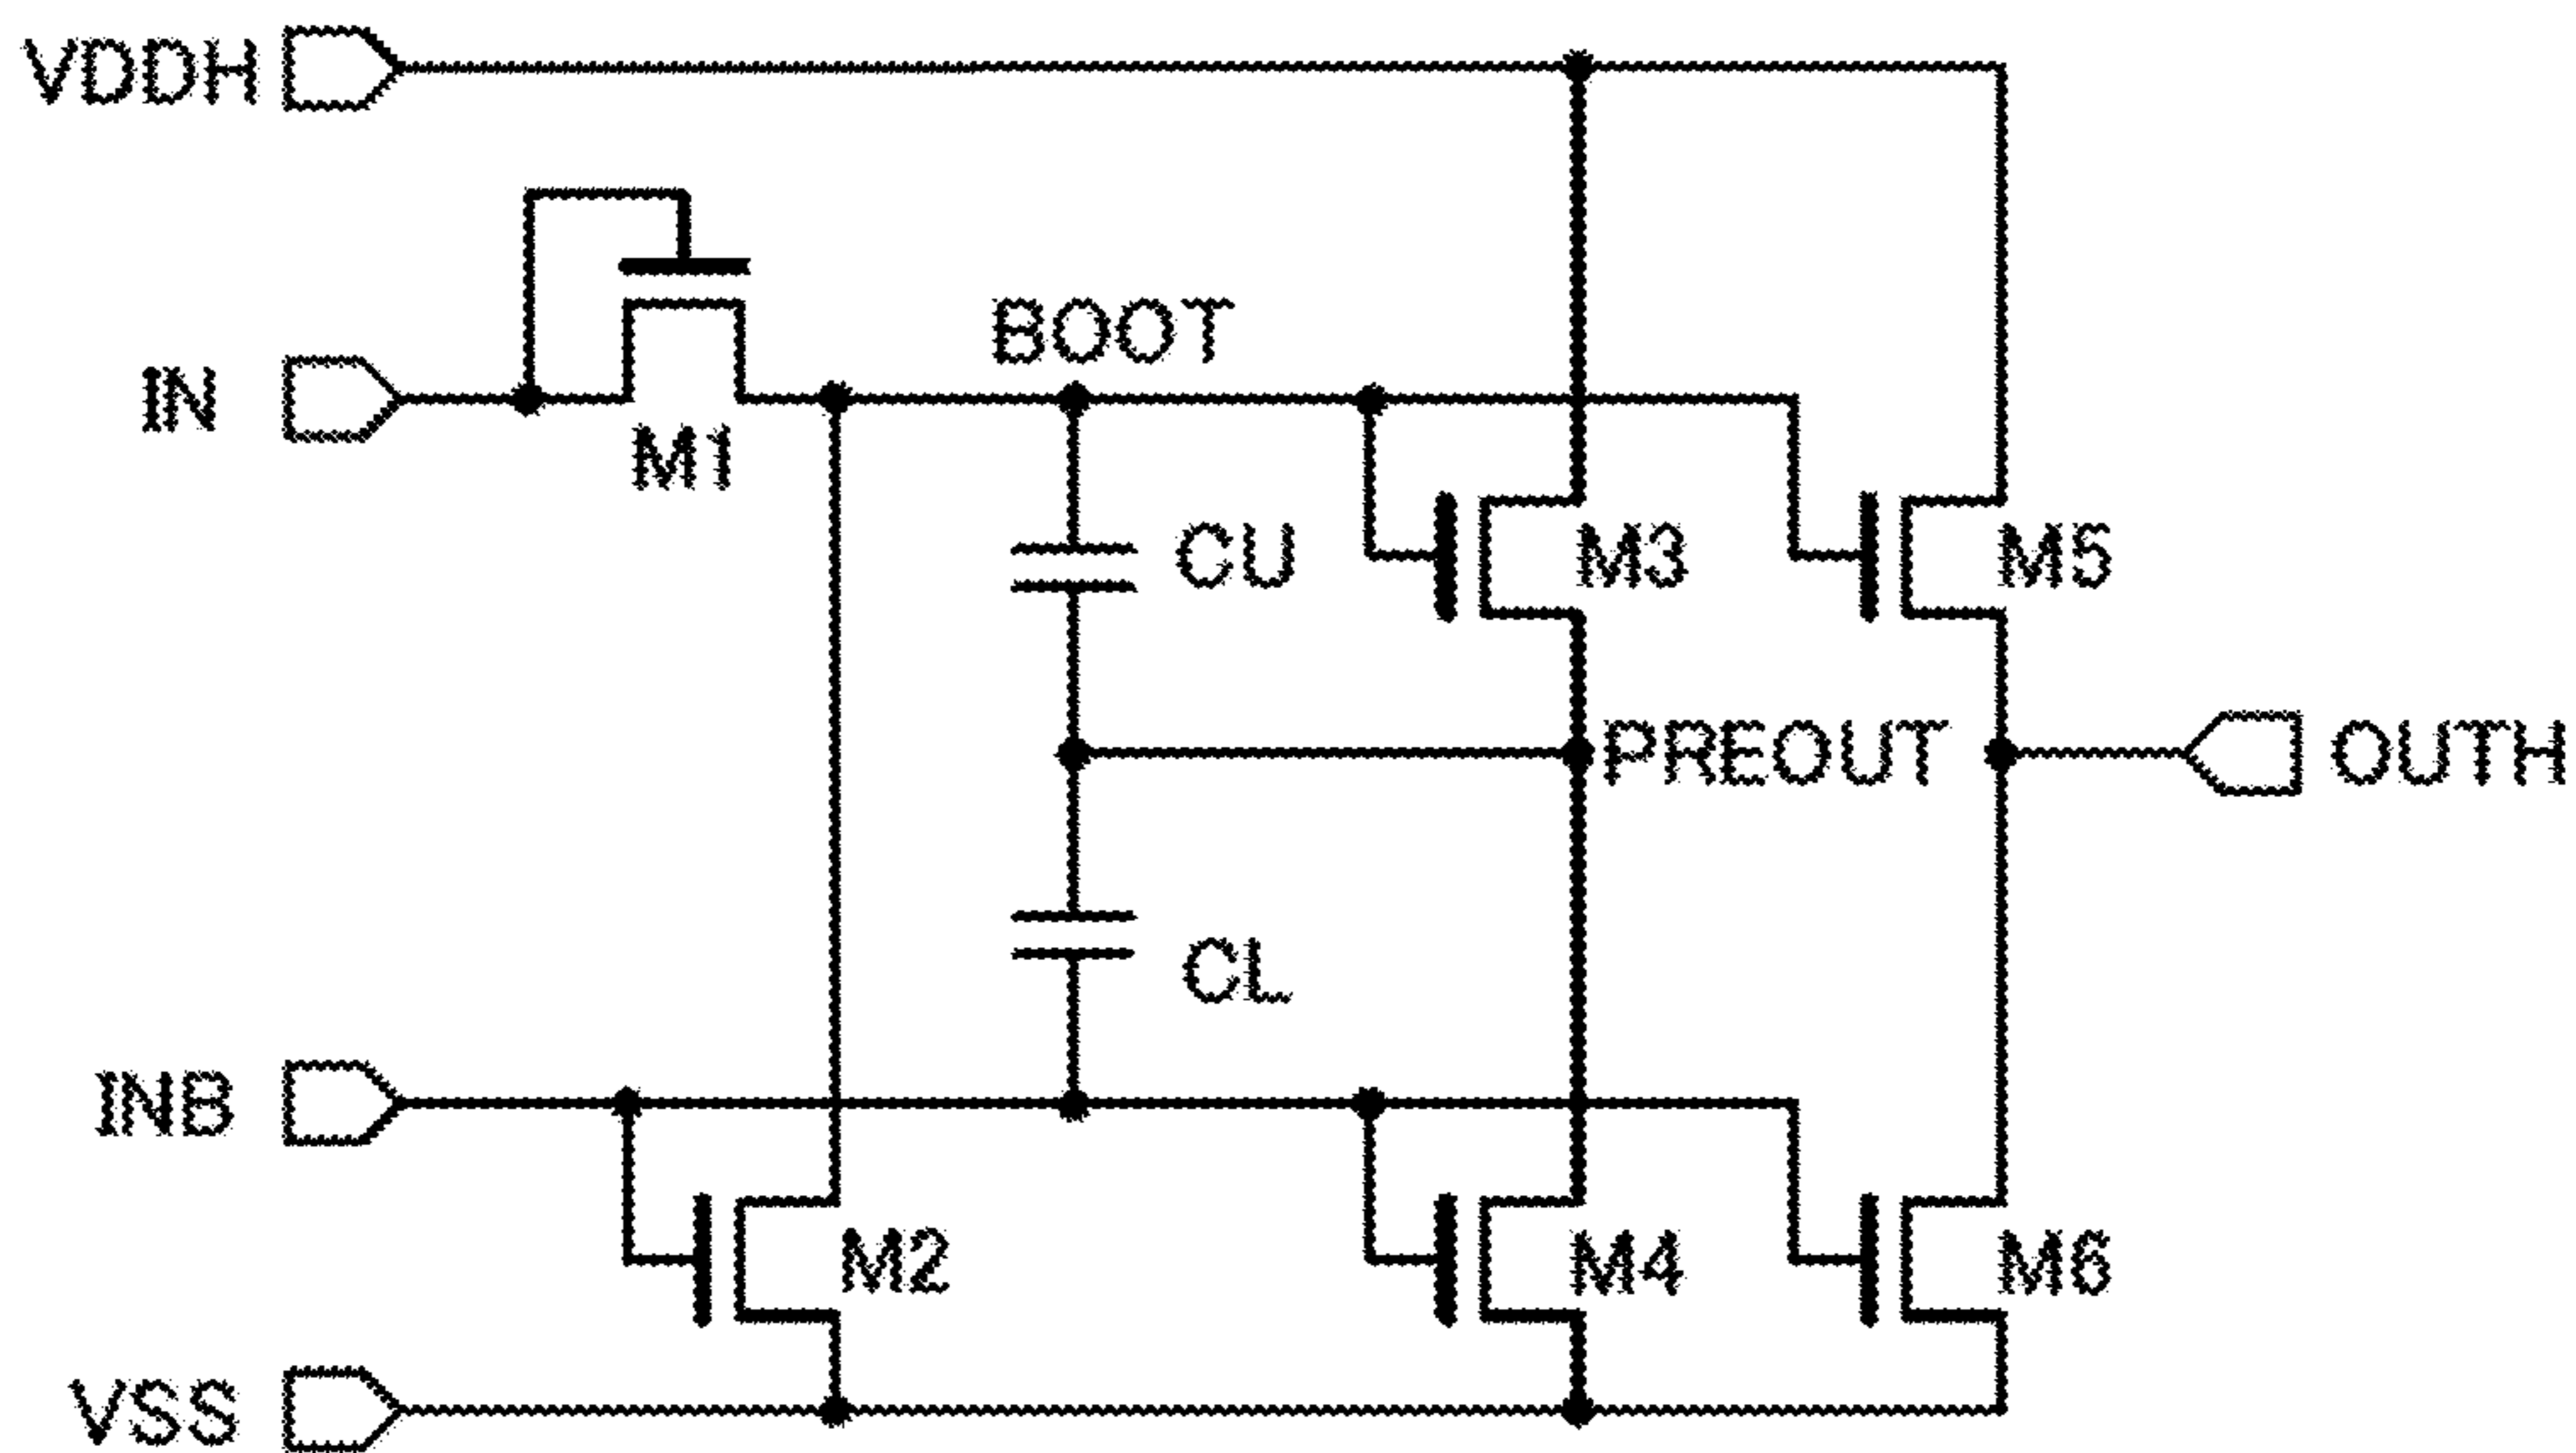 VDDH
BOOT
IN
M1
CU
M3
M5
PREOUT
OUTH
CL
INB
M2
M4
M6
VSS